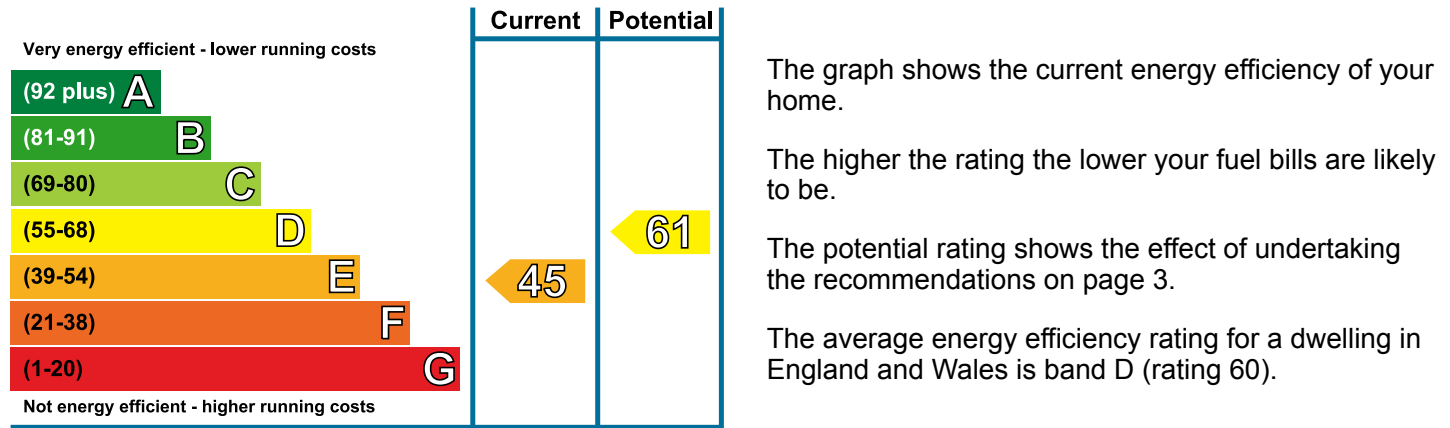 Current Potential
Very energy efficient - lower running costs
(92 plus) A
(81-91) B
(69-80) C
(55-68) D
61
(39-54) E
45
(21-38) F
(1-20) G
Not energy efficient - higher running costs
The graph shows the current energy efficiency of your
home.
The higher the rating the lower your fuel bills are likely
to be.
The potential rating shows the effect of undertaking
the recommendations on page 3.
The average energy efficiency rating for a dwelling in
England and Wales is band D (rating 60).